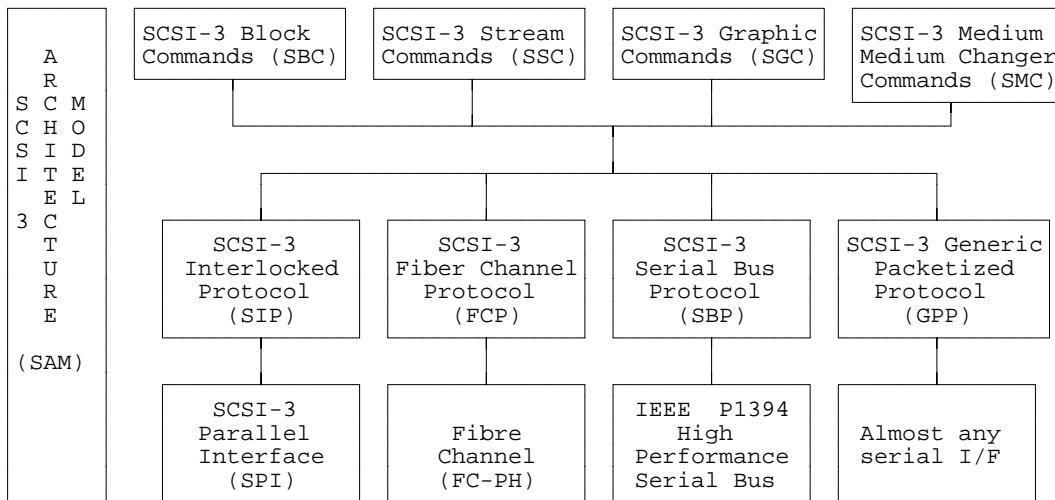 SCSI 3
ARCHITECTURE
MODEL
(SAM)
SCSI-3 Block
Commands (SBC)
SCSI-3 Stream
Commands (SSC)
SCSI-3 Graphic
Commands (SGC)
SCSI-3 Medium
Medium Changer
Commands (SMC)
SCSI-3
Interlocked
Protocol
(SIP)
SCSI-3
Fiber Channel
Protocol
(FCP)
SCSI-3
Serial Bus
Protocol
(SBP)
SCSI-3 Generic
Packetized
Protocol
(GPP)
SCSI-3
Parallel
Interface
(SPI)
Fibre
Channel
(FC-PH)
IEEE P1394
High
Performance
Serial Bus
Almost any
serial I/F